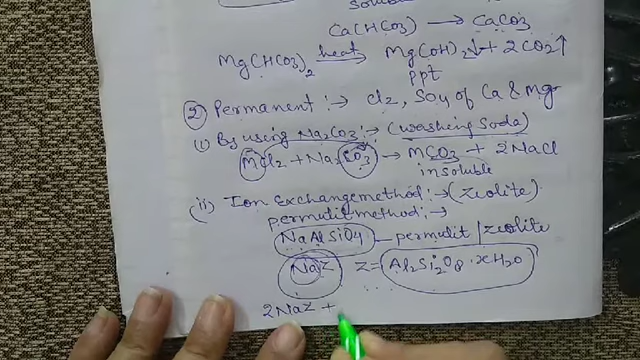 Ca(HCO3) → CaCO3
Mg(HCO3)2 heat→ Mg(OH)2↓ + 2CO2↑
ppt
② Permanent :→ Cl2, SO4 of Ca & Mg
(i) By using Na2CO3 :→ (washing soda)
MCl2 + Na2CO3 → MCO3 + 2NaCl
insoluble
(ii) Ion exchange method :→ (Zeolite).
permutit method :→
NaAlSiO4 — permutit / zeolite
NaZ Z = Al2Si2O8·xH2O
2NaZ +